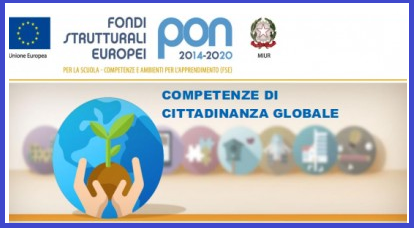 FONDI
STRUTTURALI
EUROPEI
pon
2014-2020
Unione Europea
MIUR
PER LA SCUOLA - COMPETENZE E AMBIENTI PER L'APPRENDIMENTO (FSE)
COMPETENZE DI
CITTADINANZA GLOBALE